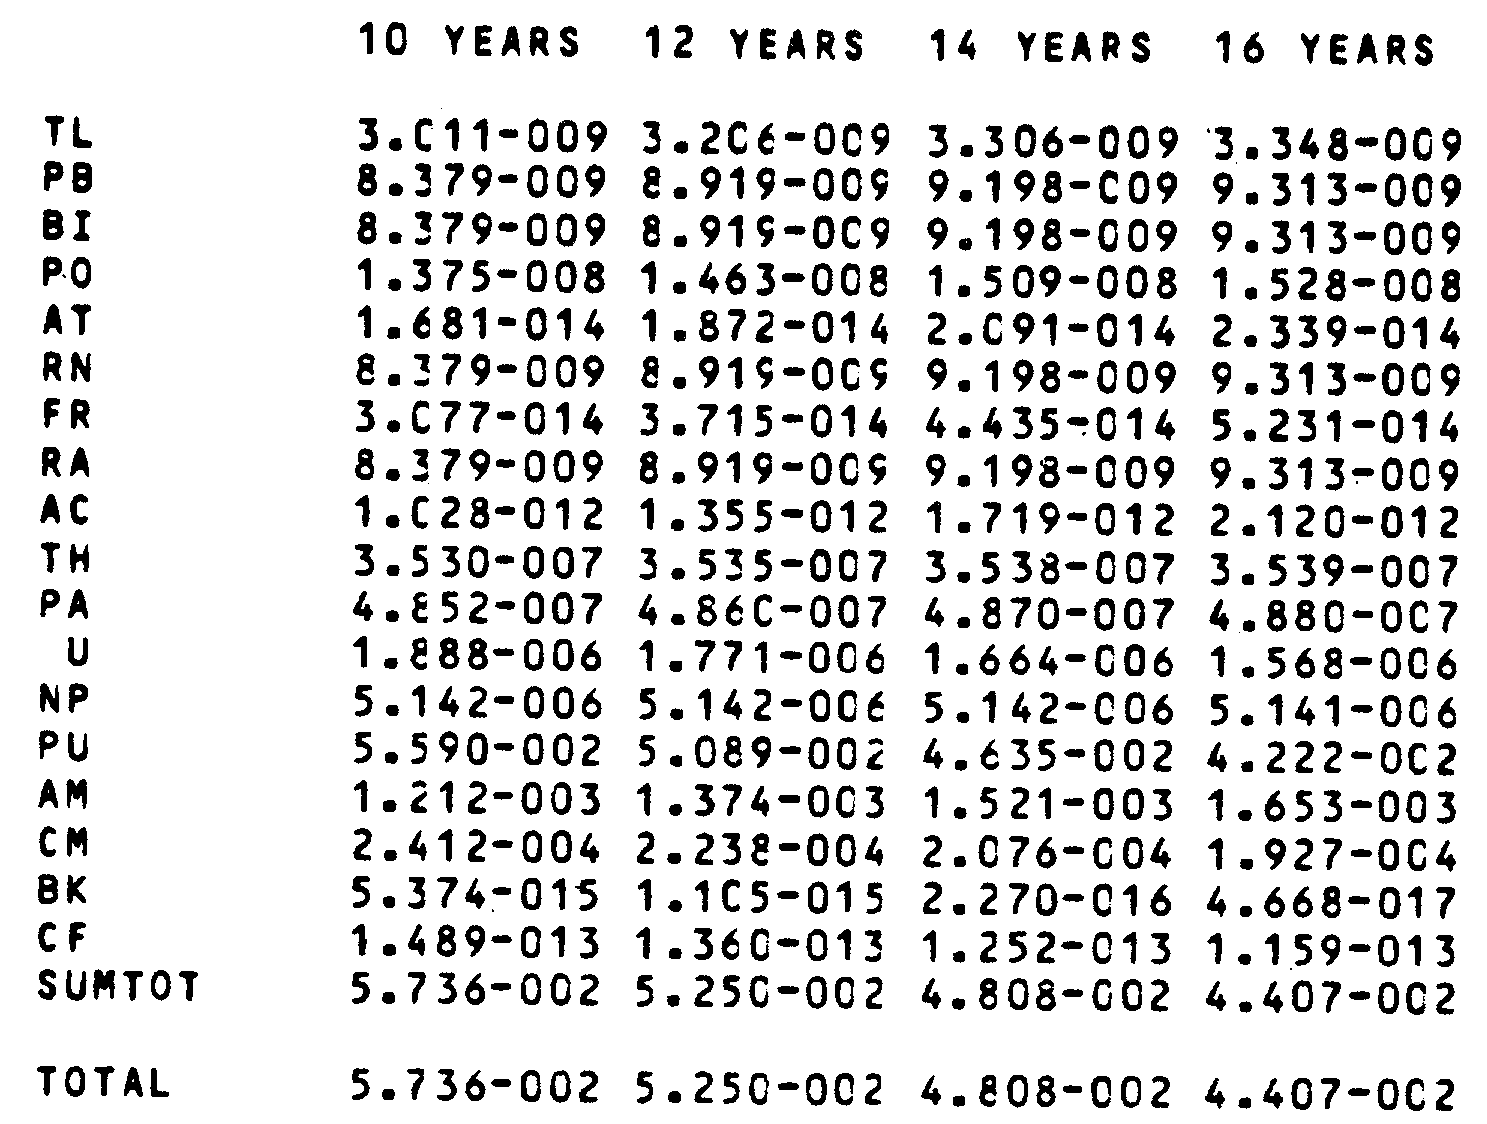 10 YEARS 12 YEARS 14 YEARS 16 YEARS
TL 3.011-009 3.206-009 3.306-009 3.348-009
PB 8.379-009 8.919-009 9.198-009 9.313-009
BI 8.379-009 8.919-009 9.198-009 9.313-009
PO 1.375-008 1.463-008 1.509-008 1.528-008
AT 1.681-014 1.872-014 2.091-014 2.339-014
RN 8.379-009 8.919-009 9.198-009 9.313-009
FR 3.077-014 3.715-014 4.435-014 5.231-014
RA 8.379-009 8.919-009 9.198-009 9.313-009
AC 1.028-012 1.355-012 1.719-012 2.120-012
TH 3.530-007 3.535-007 3.538-007 3.539-007
PA 4.852-007 4.860-007 4.870-007 4.880-007
U 1.888-006 1.771-006 1.664-006 1.568-006
NP 5.142-006 5.142-006 5.142-006 5.141-006
PU 5.590-002 5.089-002 4.635-002 4.222-002
AM 1.212-003 1.374-003 1.521-003 1.653-003
CM 2.412-004 2.238-004 2.076-004 1.927-004
BK 5.374-015 1.105-015 2.270-016 4.668-017
CF 1.489-013 1.360-013 1.252-013 1.159-013
SUMTOT 5.736-002 5.250-002 4.808-002 4.407-002
TOTAL 5.736-002 5.250-002 4.808-002 4.407-002